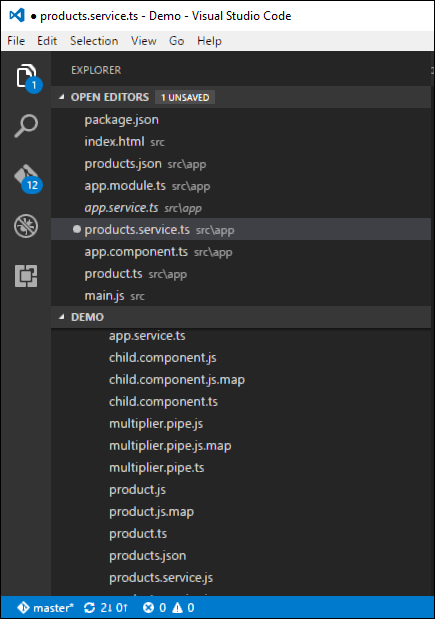 ● products.service.ts - Demo - Visual Studio Code
File Edit Selection View Go Help
1
EXPLORER
OPEN EDITORS 1 UNSAVED
package.json
index.html src
products.json src\app
12
app.module.ts src\app
app.service.ts src\app
● products.service.ts src\app
app.component.ts src\app
product.ts src\app
main.js src
DEMO
app.service.ts
child.component.js
child.component.js.map
child.component.ts
multiplier.pipe.js
multiplier.pipe.js.map
multiplier.pipe.ts
product.js
product.js.map
product.ts
products.json
products.service.js
master* 2↓ 0↑ 0 0